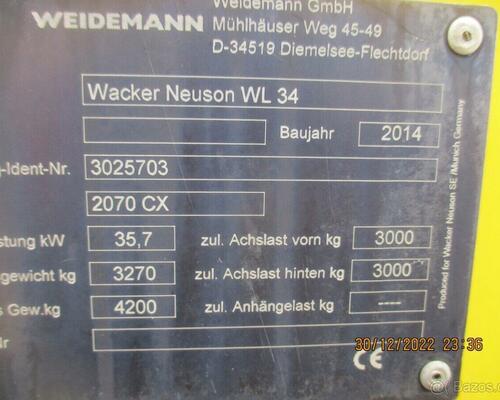 WEIDEMANN
Weidemann GmbH
Mühlhäuser Weg 45-49
D-34519 Diemelsee-Flechtdorf
Wacker Neuson WL 34
Baujahr 2014
g-Ident-Nr. 3025703
2070 CX
stung kW 35,7 zul. Achslast vorn kg 3000
gewicht kg 3270 zul. Achslast hinten kg 3000
s Gew.kg 4200 zul. Anhängelast kg ----
Nr
CE
Produced for Wacker Neuson SE /Munich Germany
30/12/2022 23:36